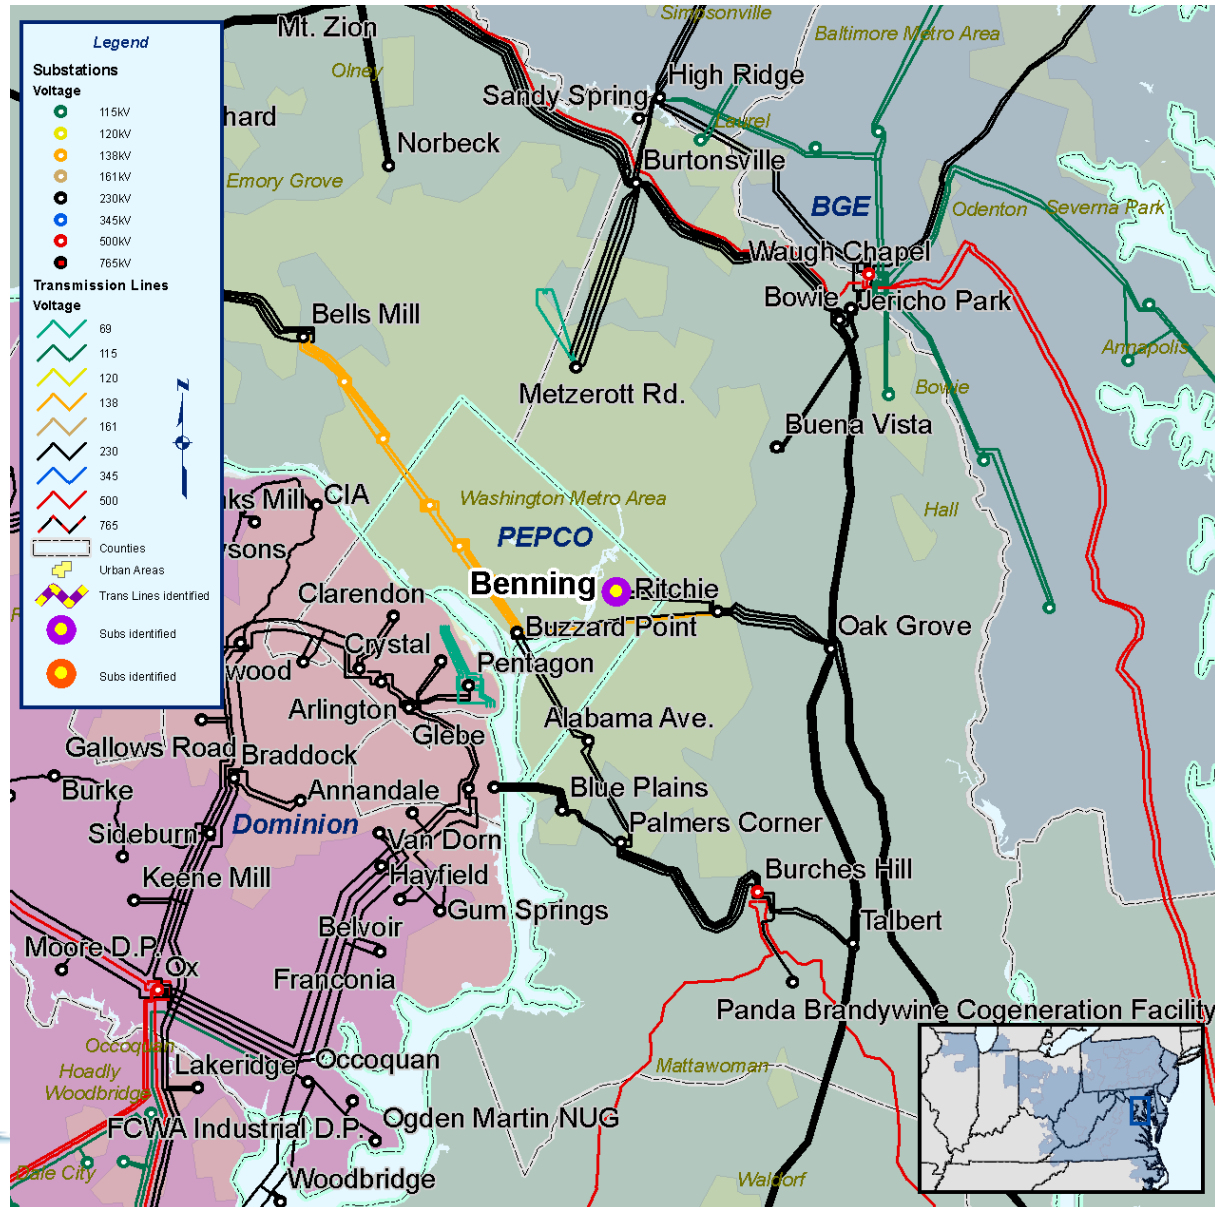 Legend
Substations
Voltage
115kV
120kV
138kV
161kV
230kV
345kV
500kV
765kV
Transmission Lines
Voltage
69
115
120
138
161
230
345
500
765
Counties
Urban Areas
Trans Lines identified
Subs identified
Subs identified
N
Simpsonville
Mt. Zion
Baltimore Metro Area
Olney
High Ridge
Sandy Spring
hard
Laurel
Norbeck
Burtonsville
Emory Grove
BGE
Odenton
Severna Park
Waugh Chapel
Bowie
Jericho Park
Bells Mill
Annapolis
Metzerott Rd.
Bowie
Buena Vista
ks Mill
CIA
Washington Metro Area
Hall
PEPCO
sons
Benning
Ritchie
Clarendon
Buzzard Point
Oak Grove
Crystal
wood
Pentagon
Arlington
Glebe
Alabama Ave.
Gallows Road
Braddock
Burke
Annandale
Blue Plains
Sideburn
Dominion
Van Dorn
Palmers Corner
Keene Mill
Hayfield
Burches Hill
Gum Springs
Belvoir
Talbert
Moore D.P.
Ox
Franconia
Panda Brandywine Cogeneration Facility
Occoquan
Occoquan
Hoadly
Lakeridge
Mattawoman
Woodbridge
FCWA Industrial D.P.
Ogden Martin NUG
Dale City
Woodbridge
Waldorf